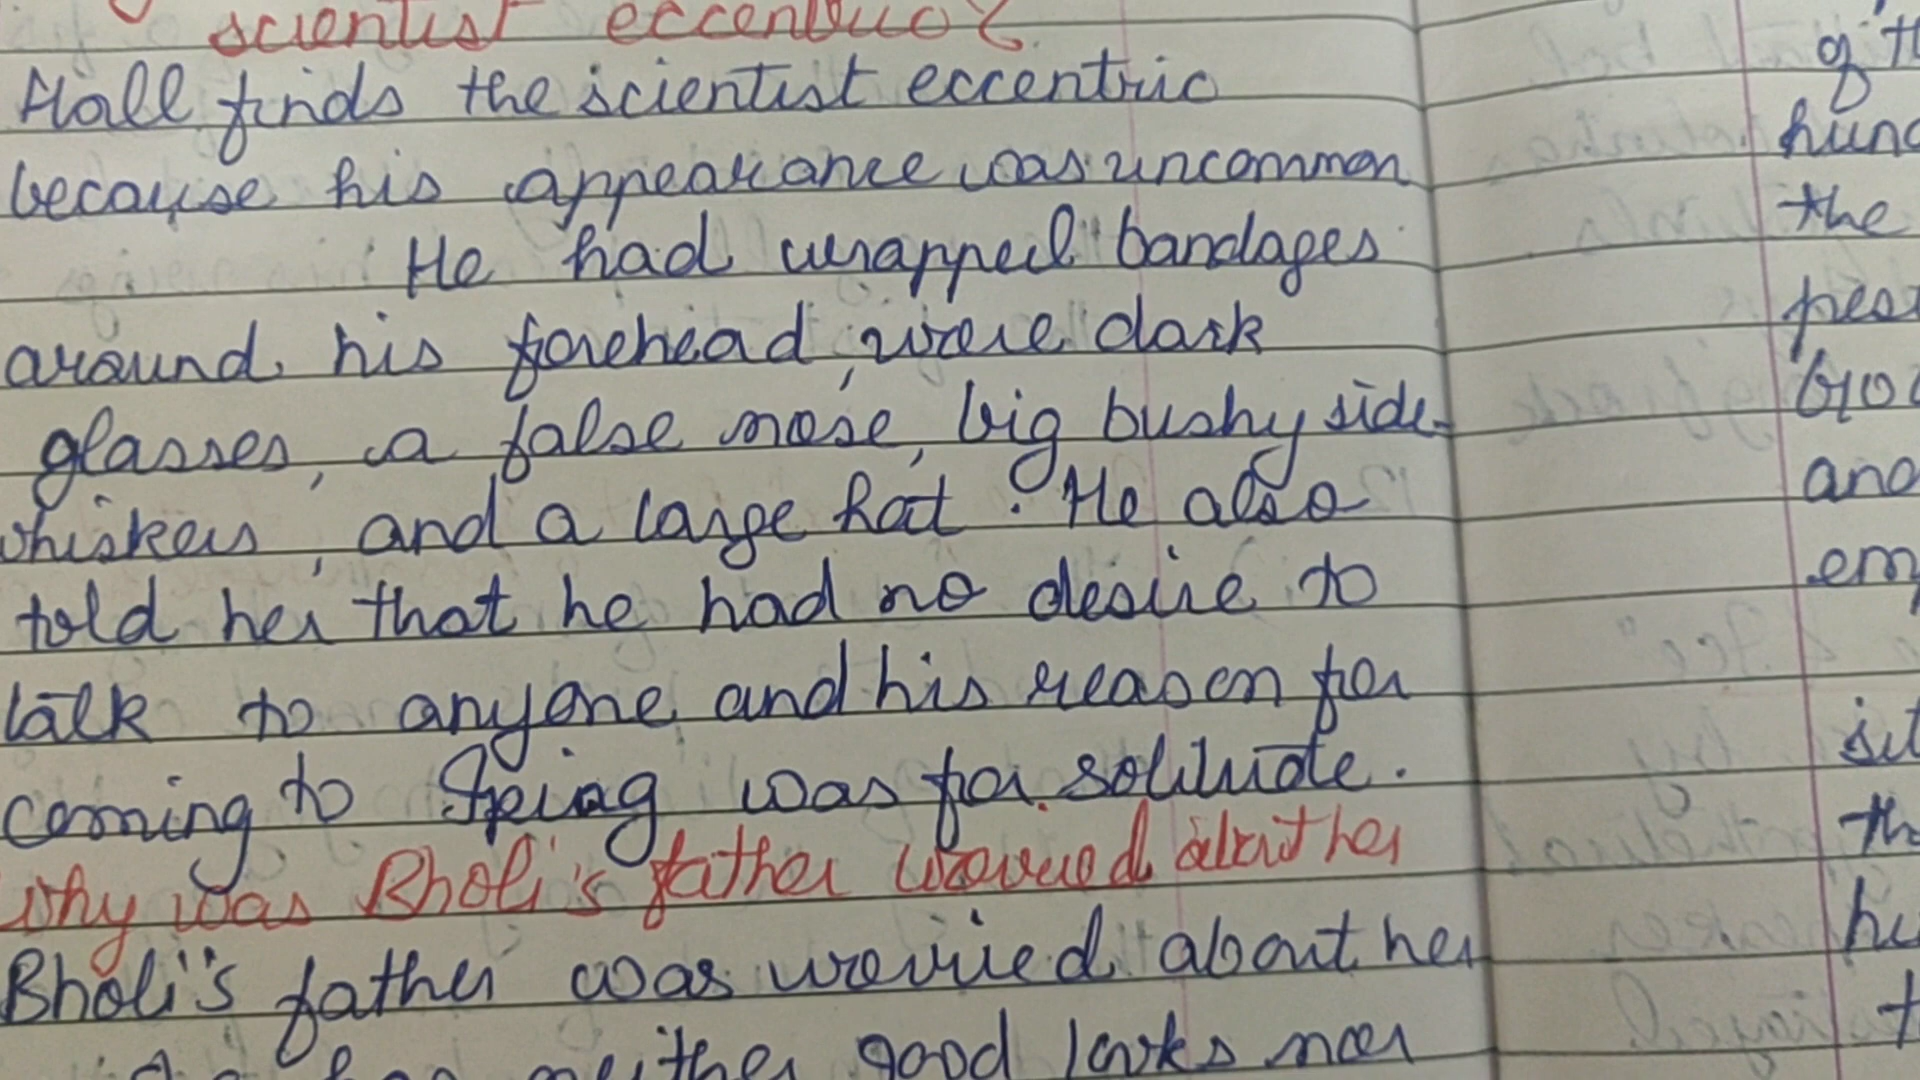 scientist eccentric?
Hall finds the scientist eccentric
because his appearance was uncommon
He had wrapped bandages
around his forehead, wore dark
glasses, a false nose, big bushy side-
whiskers, and a large hat. He also
told her that he had no desire to
talk to anyone and his reason for
coming to Iping was for solitude.
Why was Bholi's father worried about her
Bholi's father was worried about her
neither good looks nor
the
and